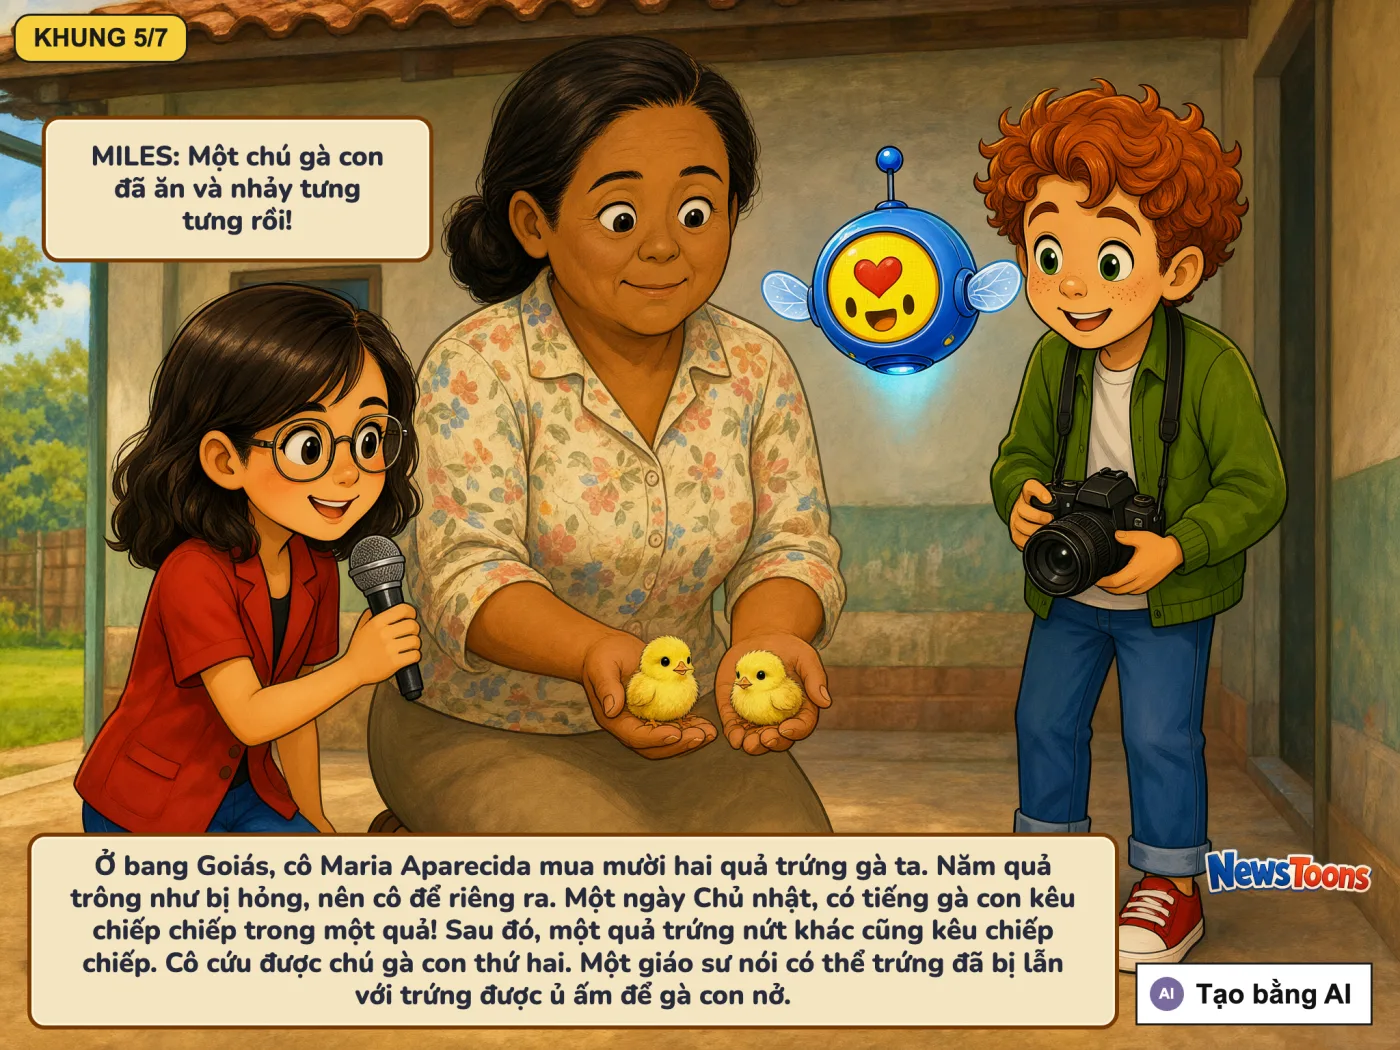 KHUNG 5/7
MILES: Một chú gà con
đã ăn và nhảy tưng
tưng rồi!
Ở bang Goiás, cô Maria Aparecida mua mười hai quả trứng gà ta. Năm quả
trông như bị hỏng, nên cô để riêng ra. Một ngày Chủ nhật, có tiếng gà con kêu
chiếp chiếp trong một quả! Sau đó, một quả trứng nứt khác cũng kêu chiếp
chiếp. Cô cứu được chú gà con thứ hai. Một giáo sư nói có thể trứng đã bị lẫn
với trứng được ủ ấm để gà con nở.
NewsToons
AI Tạo bằng AI